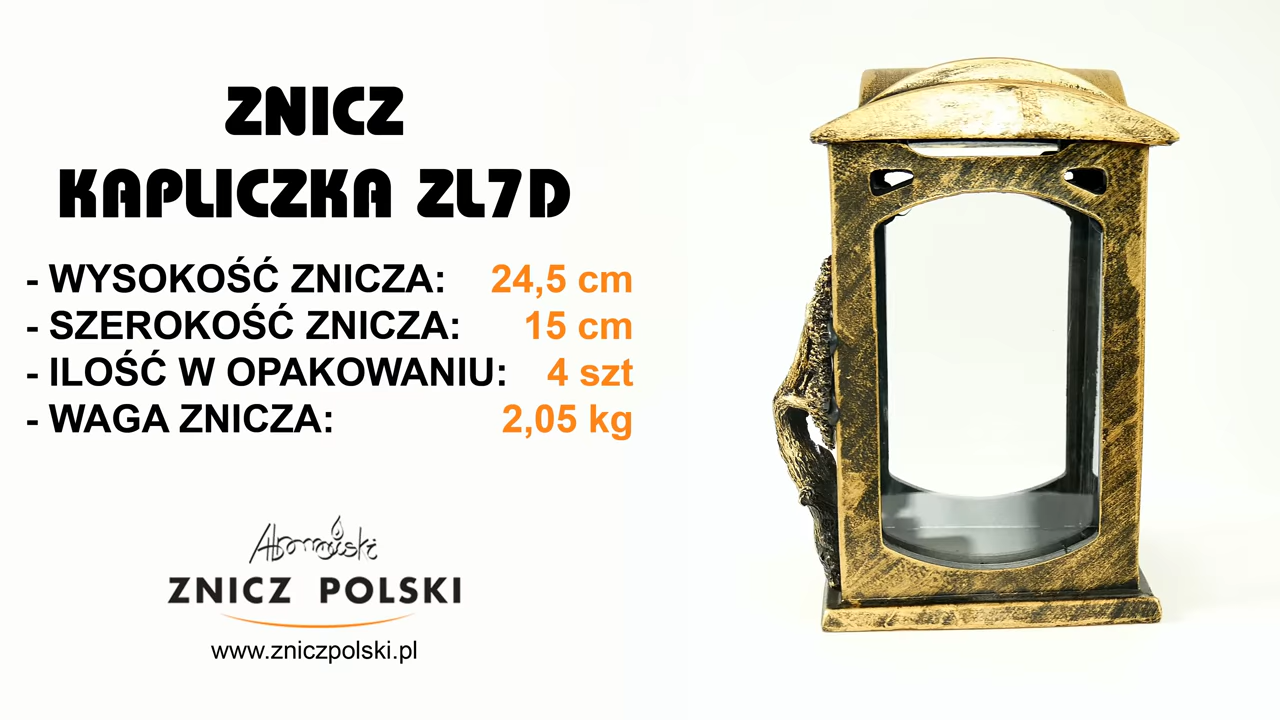 ZNICZ
KAPLICZKA ZL7D
- WYSOKOŚĆ ZNICZA: 24,5 cm
- SZEROKOŚĆ ZNICZA: 15 cm
- ILOŚĆ W OPAKOWANIU: 4 szt
- WAGA ZNICZA: 2,05 kg
ZNICZ POLSKI
www.zniczpolski.pl